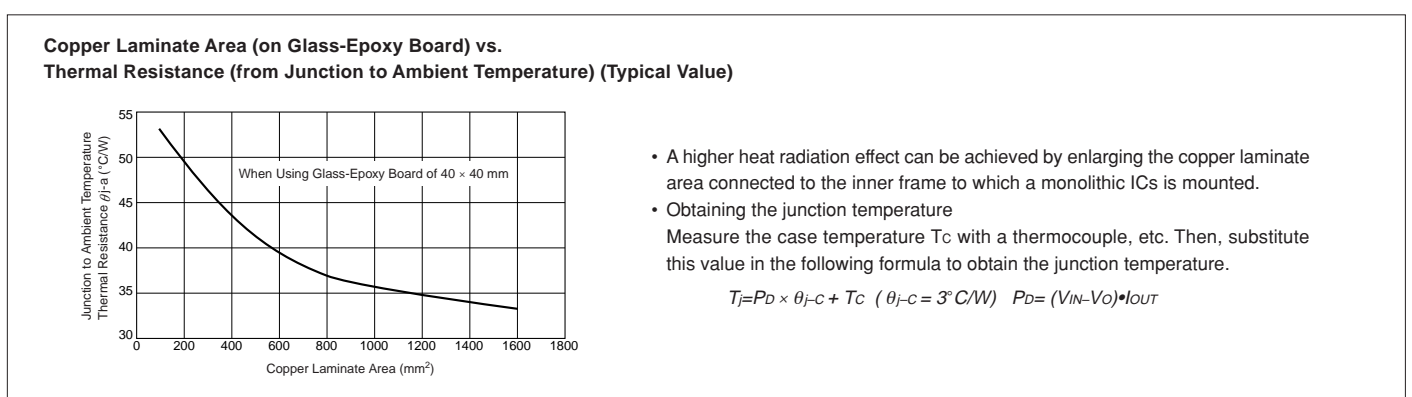 Copper Laminate Area (on Glass-Epoxy Board) vs.
Thermal Resistance (from Junction to Ambient Temperature) (Typical Value)
Junction to Ambient Temperature
Thermal Resistance θj-a (°C/W)
55
50
45
40
35
30
When Using Glass-Epoxy Board of 40 × 40 mm
0 200 400 600 800 1000 1200 1400 1600 1800
Copper Laminate Area (mm²)
• A higher heat radiation effect can be achieved by enlarging the copper laminate
area connected to the inner frame to which a monolithic ICs is mounted.
• Obtaining the junction temperature
Measure the case temperature TC with a thermocouple, etc. Then, substitute
this value in the following formula to obtain the junction temperature.
Tj=PD × θj–C + TC ( θj–C = 3°C/W) PD= (VIN–VO)•IOUT